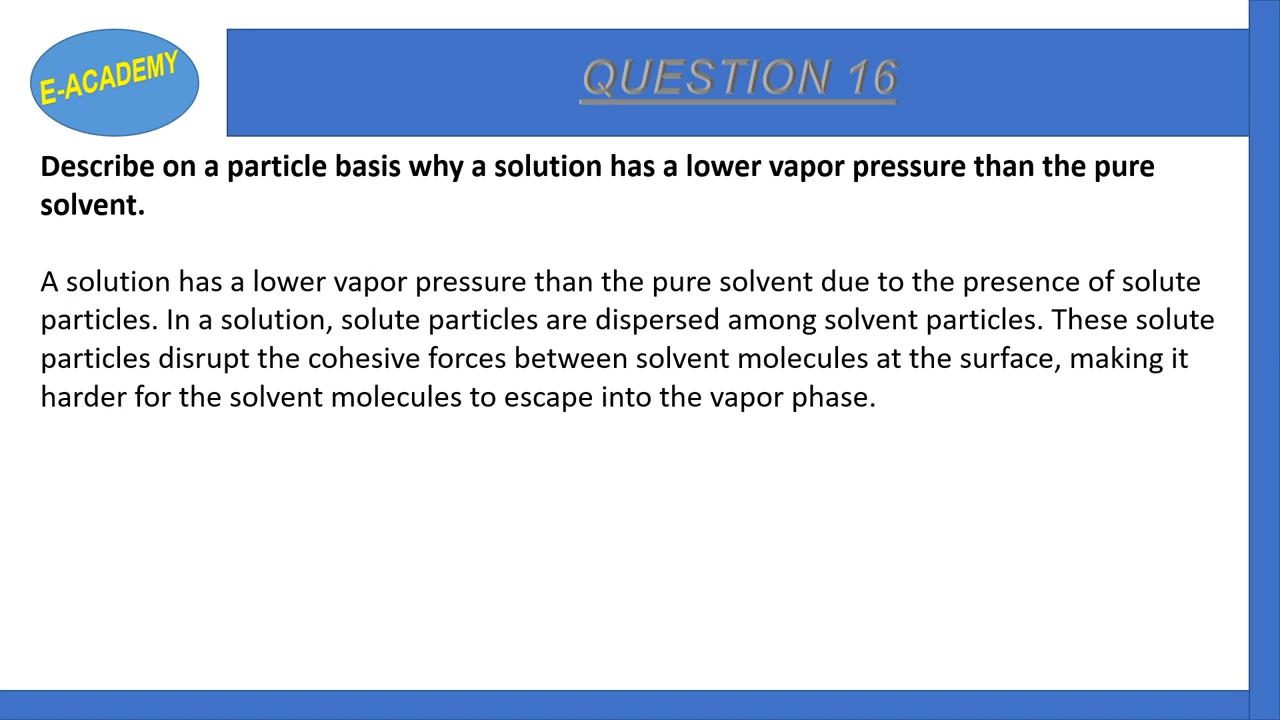 E-ACADEMY
QUESTION 16
Describe on a particle basis why a solution has a lower vapor pressure than the pure
solvent.
A solution has a lower vapor pressure than the pure solvent due to the presence of solute
particles. In a solution, solute particles are dispersed among solvent particles. These solute
particles disrupt the cohesive forces between solvent molecules at the surface, making it
harder for the solvent molecules to escape into the vapor phase.